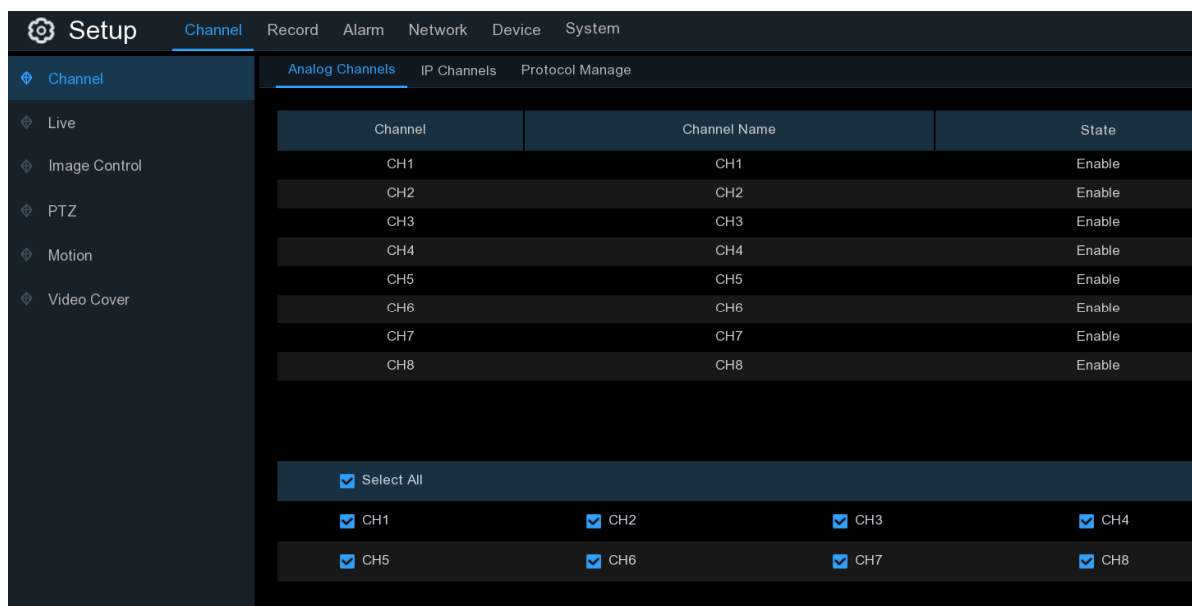 Setup Channel Record Alarm Network Device System
Channel
Live
Image Control
PTZ
Motion
Video Cover
Analog Channels IP Channels Protocol Manage
Channel Channel Name State
CH1 CH1 Enable
CH2 CH2 Enable
CH3 CH3 Enable
CH4 CH4 Enable
CH5 CH5 Enable
CH6 CH6 Enable
CH7 CH7 Enable
CH8 CH8 Enable
Select All
CH1 CH2 CH3 CH4
CH5 CH6 CH7 CH8